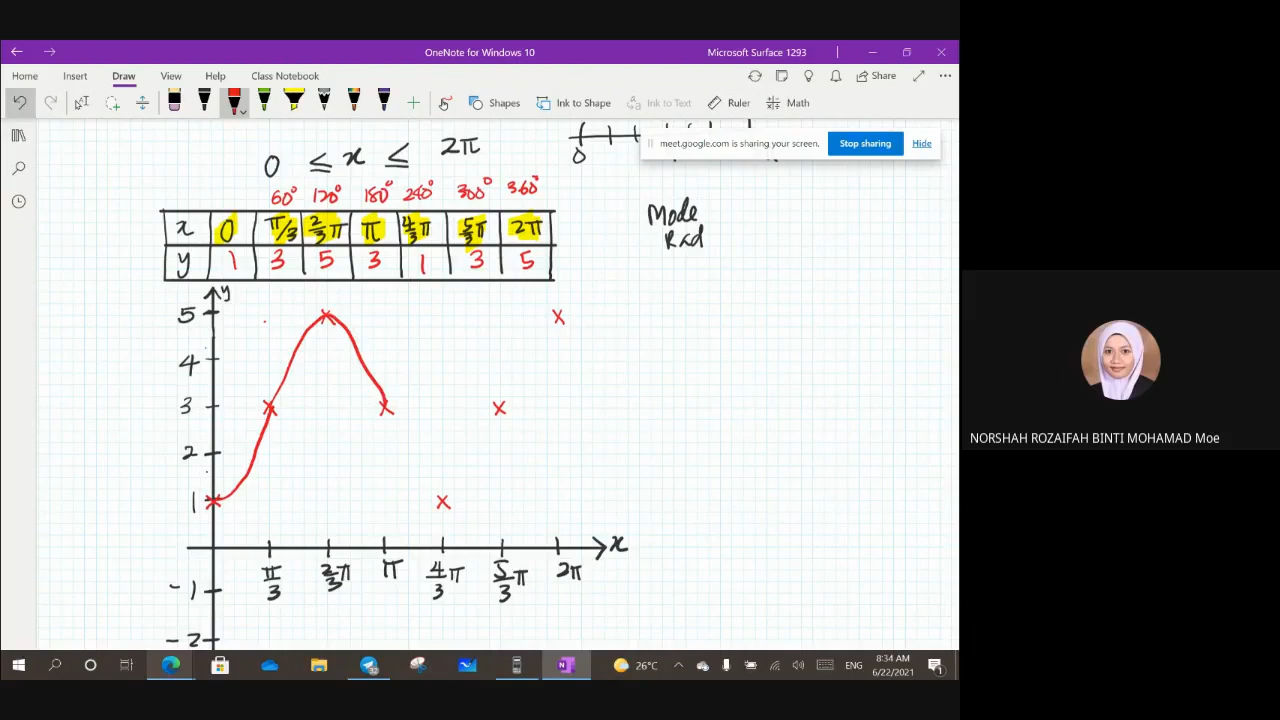 OneNote for Windows 10
Microsoft Surface 1293
Home Insert Draw View Help Class Notebook
Share
Shapes Ink to Shape Ink to Text Ruler Math
meet.google.com is sharing your screen. Stop sharing Hide
0 ≤ x ≤ 2π
0
60° 120° 180° 240° 300° 360°
x 0 π/3 2/3π π 4/3π 5/3π 2π
y 1 3 5 3 1 3 5
Mode
Rad
y
5
4
3
2
1
x
π/3 2/3π π 4/3π 5/3π 2π
-1
-2
NORSHAH ROZAIFAH BINTI MOHAMAD Moe
32
26°C
ENG
8:34 AM
6/22/2021
1